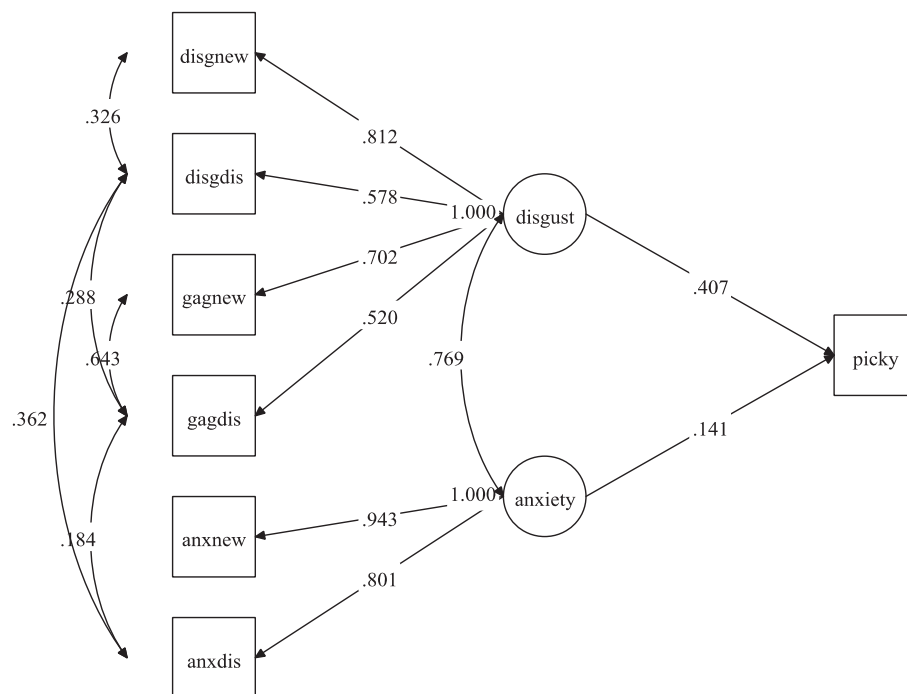 disgnew
.326
.812
disgdis
.578
1.000
disgust
.702
.407
gagnew
.288
.520
.643
.769
picky
.362
gagdis
.141
1.000
anxiety
.943
anxnew
.184
.801
anxdis